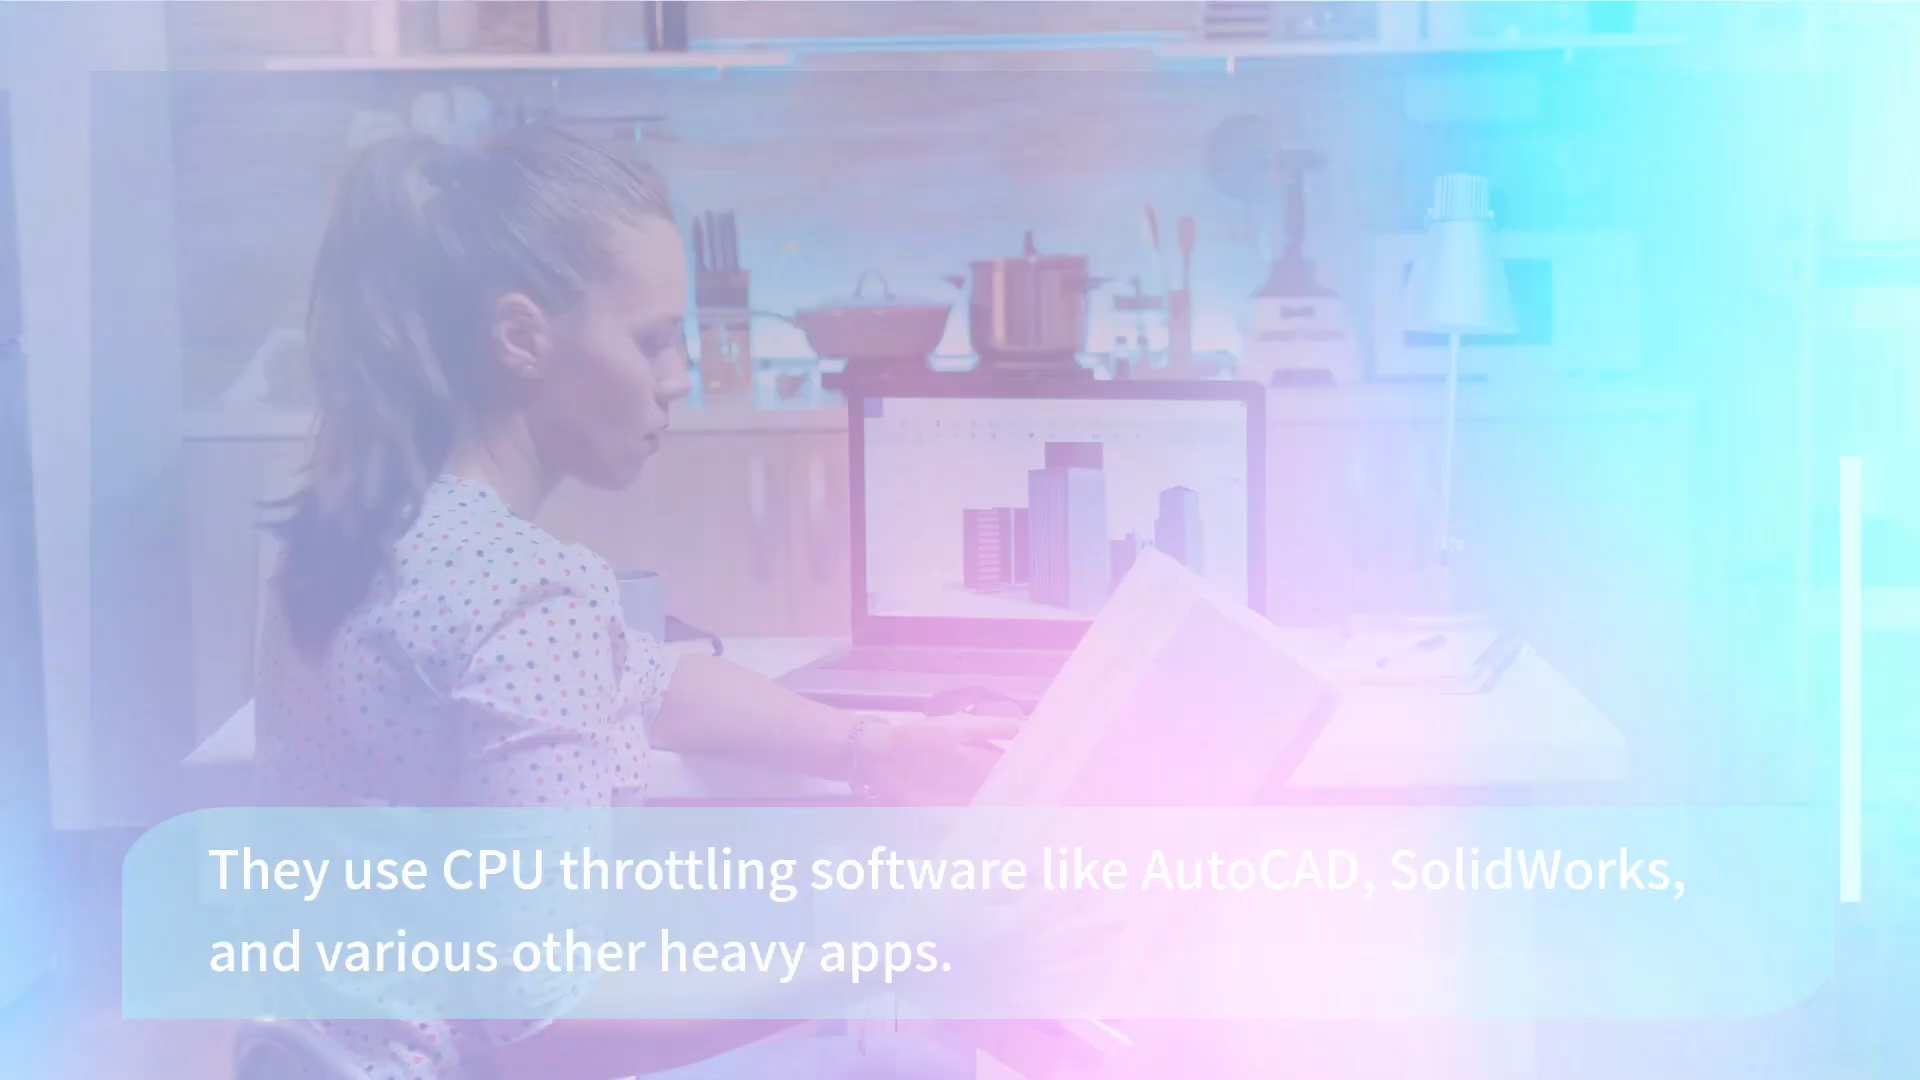 They use CPU throttling software like AutoCAD, SolidWorks,
and various other heavy apps.